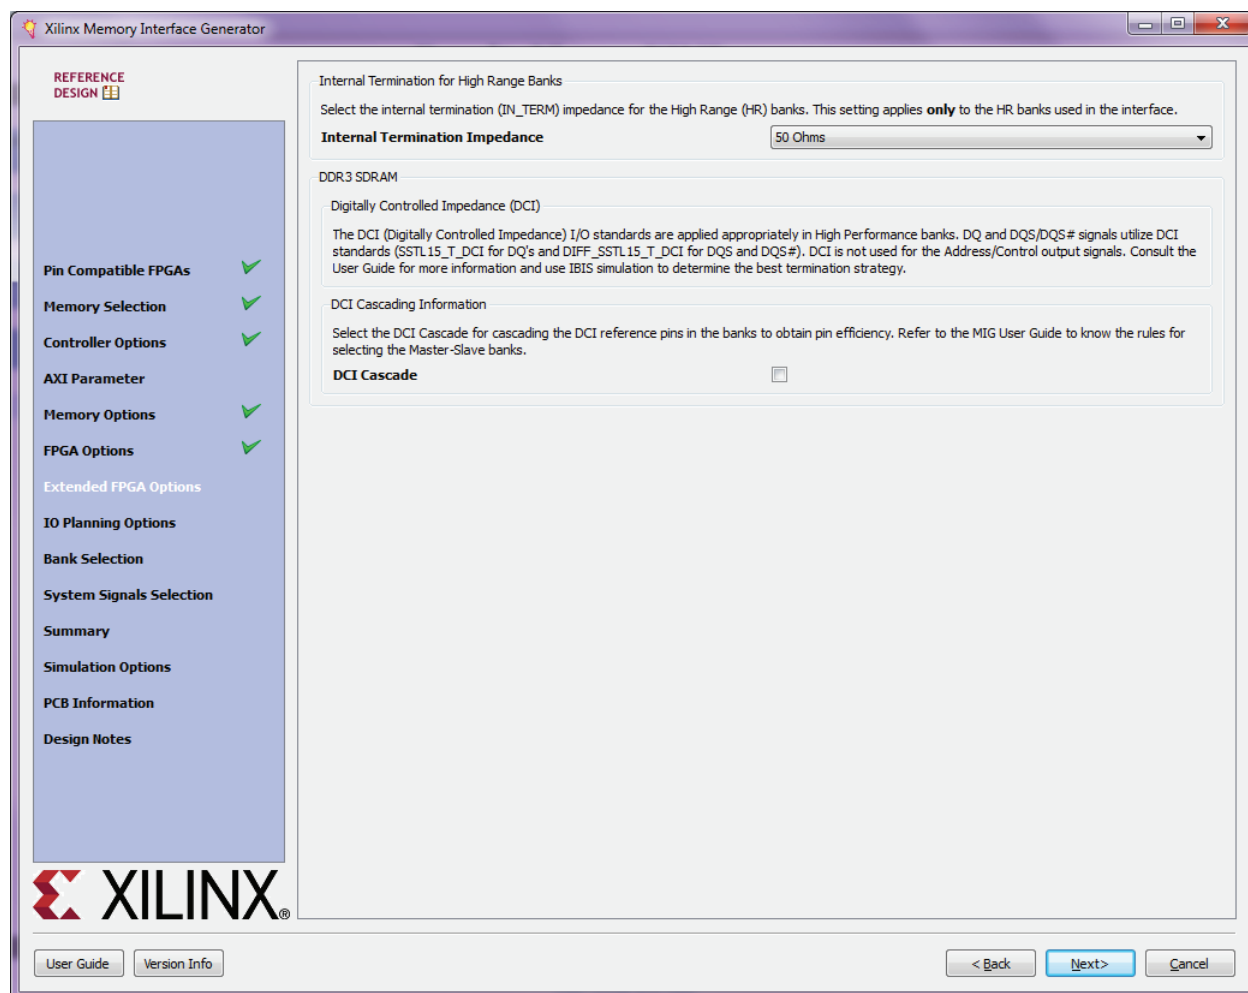 Xilinx Memory Interface Generator
REFERENCE
DESIGN
Pin Compatible FPGAs
Memory Selection
Controller Options
AXI Parameter
Memory Options
FPGA Options
Extended FPGA Options
IO Planning Options
Bank Selection
System Signals Selection
Summary
Simulation Options
PCB Information
Design Notes
XILINX®
Internal Termination for High Range Banks
Select the internal termination (IN_TERM) impedance for the High Range (HR) banks. This setting applies only to the HR banks used in the interface.
Internal Termination Impedance
50 Ohms
DDR3 SDRAM
Digitally Controlled Impedance (DCI)
The DCI (Digitally Controlled Impedance) I/O standards are applied appropriately in High Performance banks. DQ and DQS/DQS# signals utilize DCI
standards (SSTL15_T_DCI for DQ's and DIFF_SSTL15_T_DCI for DQS and DQS#). DCI is not used for the Address/Control output signals. Consult the
User Guide for more information and use IBIS simulation to determine the best termination strategy.
DCI Cascading Information
Select the DCI Cascade for cascading the DCI reference pins in the banks to obtain pin efficiency. Refer to the MIG User Guide to know the rules for
selecting the Master-Slave banks.
DCI Cascade
User Guide
Version Info
< Back
Next>
Cancel